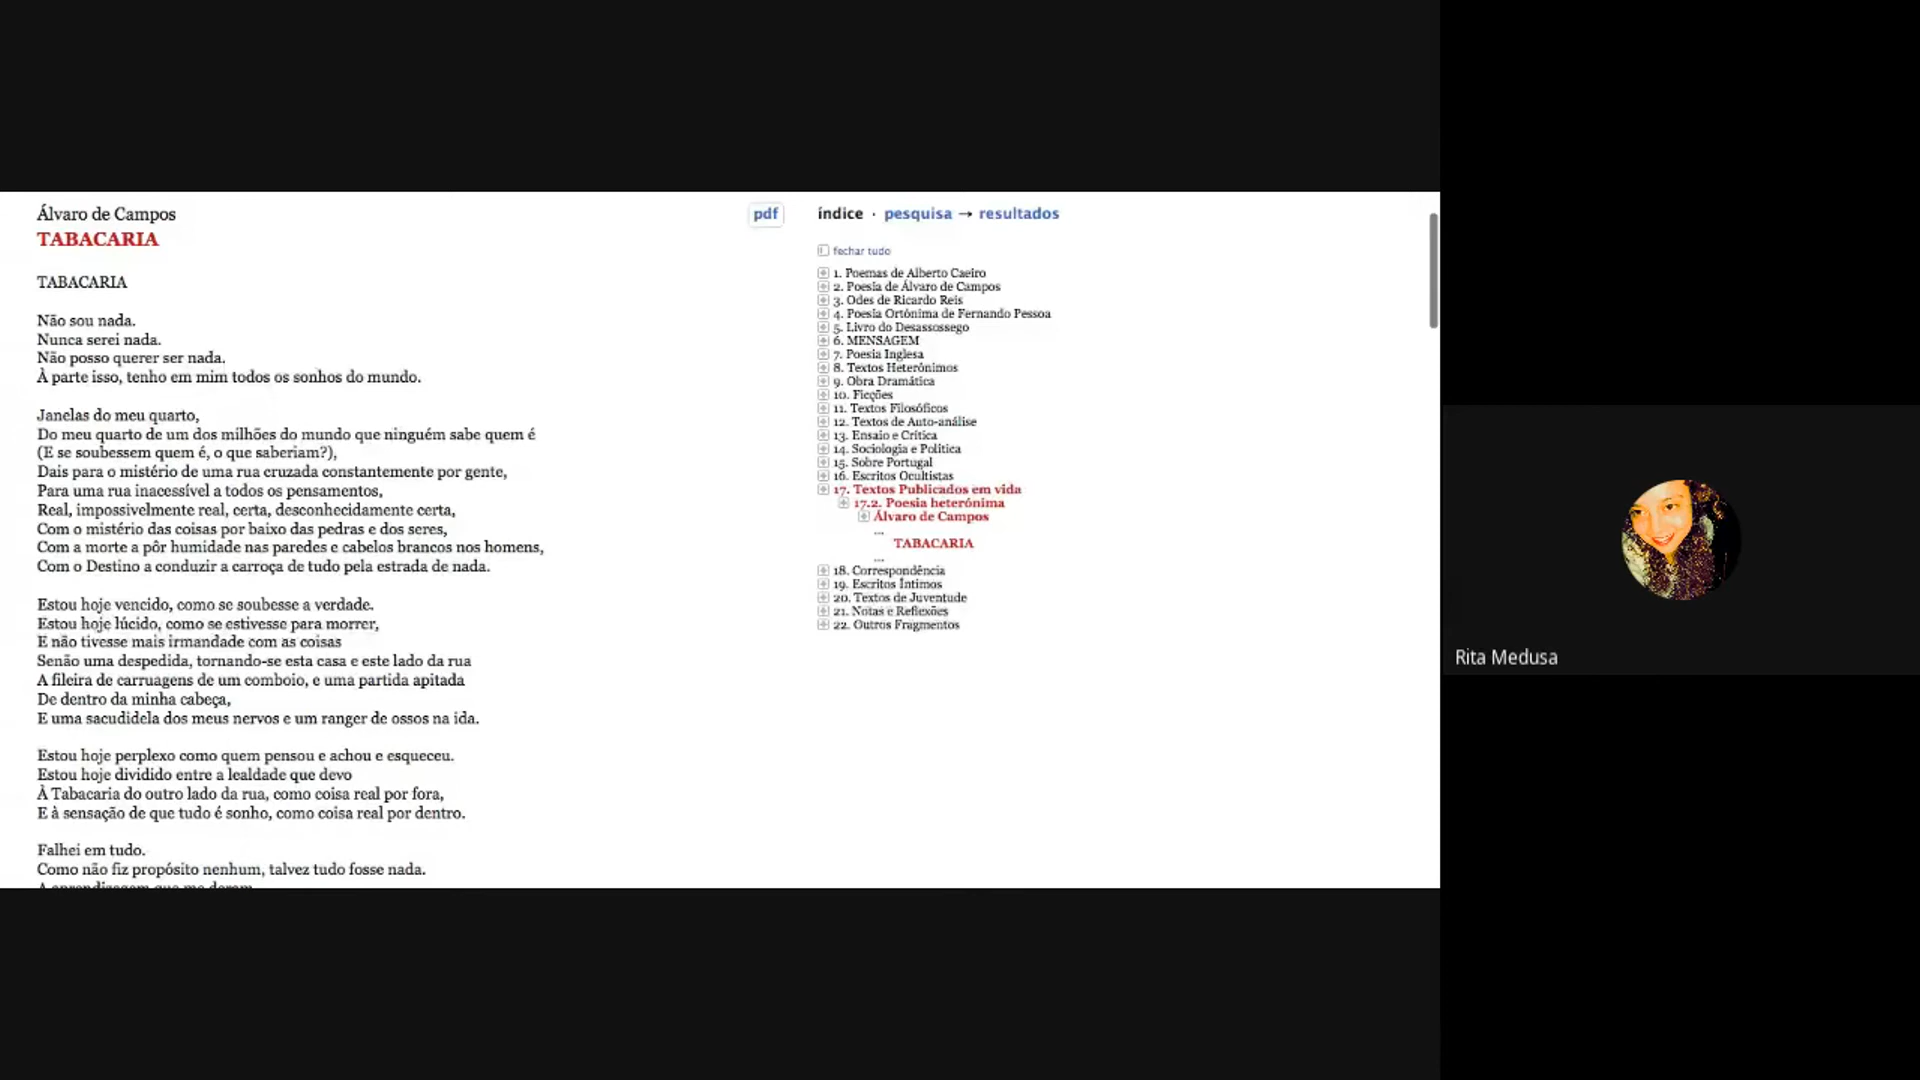 Álvaro de Campos
TABACARIA
TABACARIA
Não sou nada.
Nunca serei nada.
Não posso querer ser nada.
À parte isso, tenho em mim todos os sonhos do mundo.
Janelas do meu quarto,
Do meu quarto de um dos milhões do mundo que ninguém sabe quem é
(E se soubessem quem é, o que saberiam?),
Dais para o mistério de uma rua cruzada constantemente por gente,
Para uma rua inacessível a todos os pensamentos,
Real, impossivelmente real, certa, desconhecidamente certa,
Com o mistério das coisas por baixo das pedras e dos seres,
Com a morte a pôr humidade nas paredes e cabelos brancos nos homens,
Com o Destino a conduzir a carroça de tudo pela estrada de nada.
Estou hoje vencido, como se soubesse a verdade.
Estou hoje lúcido, como se estivesse para morrer,
E não tivesse mais irmandade com as coisas
Senão uma despedida, tornando-se esta casa e este lado da rua
A fileira de carruagens de um comboio, e uma partida apitada
De dentro da minha cabeça,
E uma sacudidela dos meus nervos e um ranger de ossos na ida.
Estou hoje perplexo como quem pensou e achou e esqueceu.
Estou hoje dividido entre a lealdade que devo
À Tabacaria do outro lado da rua, como coisa real por fora,
E à sensação de que tudo é sonho, como coisa real por dentro.
Falhei em tudo.
Como não fiz propósito nenhum, talvez tudo fosse nada.
A aprendizagem que me deram,
pdf
índice · pesquisa → resultados
fechar tudo
1. Poemas de Alberto Caeiro
2. Poesia de Álvaro de Campos
3. Odes de Ricardo Reis
4. Poesia Ortónima de Fernando Pessoa
5. Livro do Desassossego
6. MENSAGEM
7. Poesia Inglesa
8. Textos Heterónimos
9. Obra Dramática
10. Ficções
11. Textos Filosóficos
12. Textos de Auto-análise
13. Ensaio e Crítica
14. Sociologia e Política
15. Sobre Portugal
16. Escritos Ocultistas
17. Textos Publicados em vida
17.2. Poesia heterónima
Álvaro de Campos
...
TABACARIA
...
18. Correspondência
19. Escritos Íntimos
20. Textos de Juventude
21. Notas e Reflexões
22. Outros Fragmentos
Rita Medusa